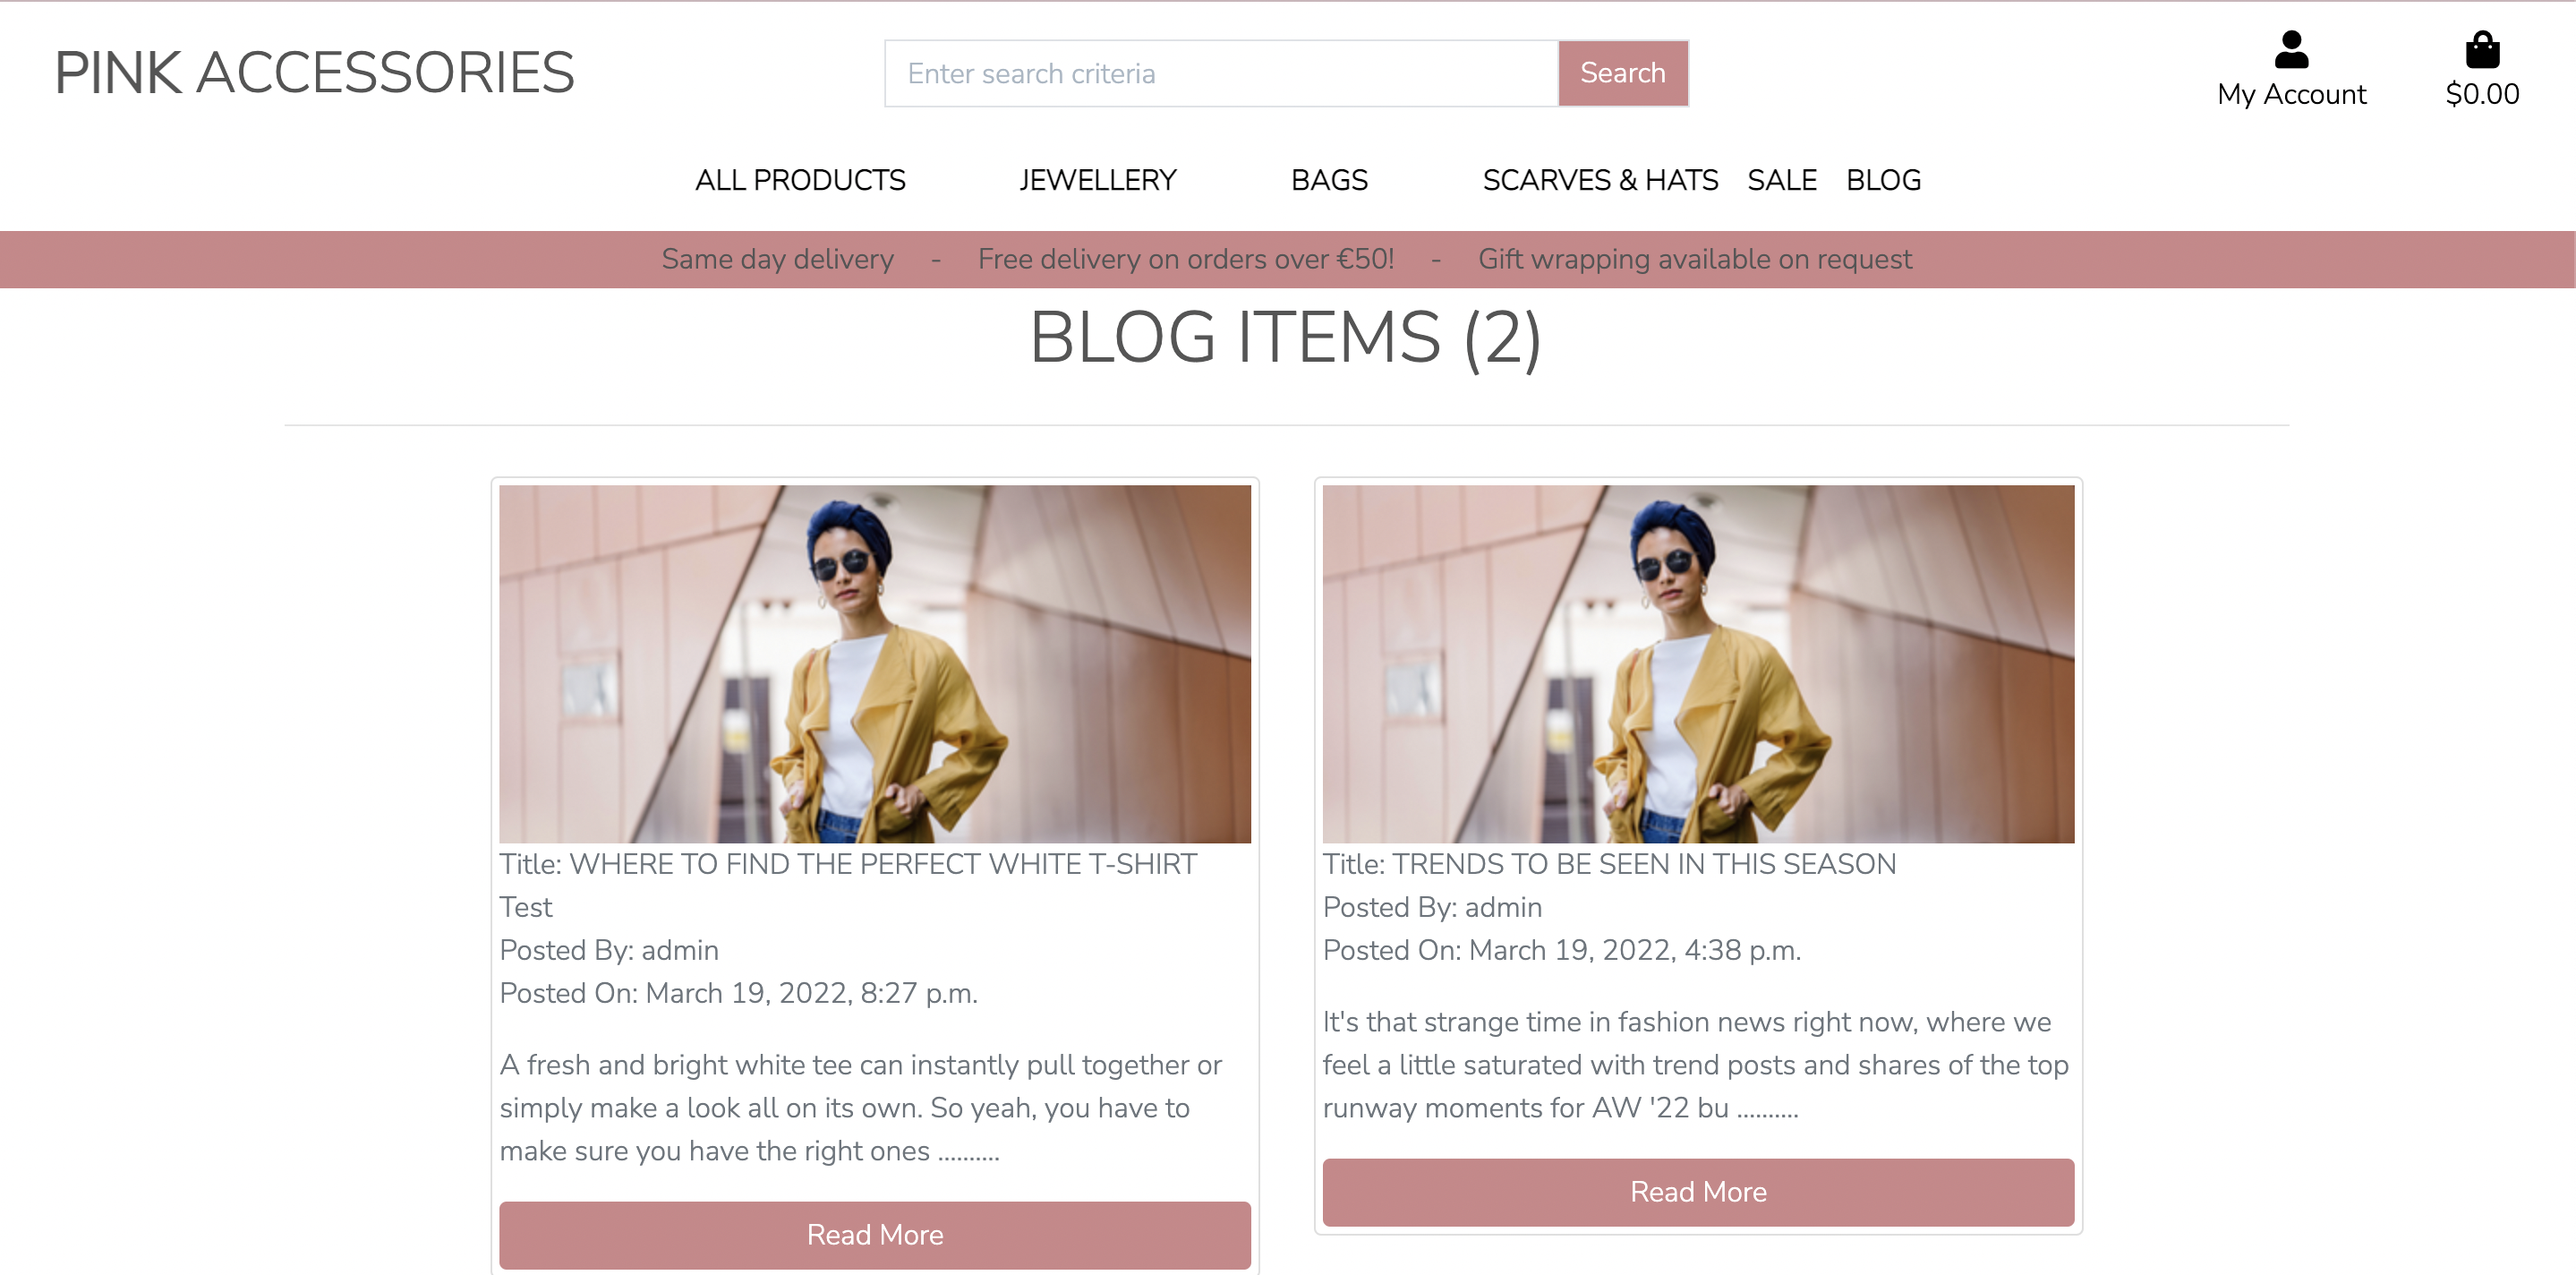 PINK ACCESSORIES
Enter search criteria
Search
My Account
$0.00
ALL PRODUCTS
JEWELLERY
BAGS
SCARVES & HATS
SALE
BLOG
Same day delivery - Free delivery on orders over €50! - Gift wrapping available on request
BLOG ITEMS (2)
Title: WHERE TO FIND THE PERFECT WHITE T-SHIRT
Test
Posted By: admin
Posted On: March 19, 2022, 8:27 p.m.
A fresh and bright white tee can instantly pull together or
simply make a look all on its own. So yeah, you have to
make sure you have the right ones ..........
Read More
Title: TRENDS TO BE SEEN IN THIS SEASON
Posted By: admin
Posted On: March 19, 2022, 4:38 p.m.
It's that strange time in fashion news right now, where we
feel a little saturated with trend posts and shares of the top
runway moments for AW '22 bu ..........
Read More